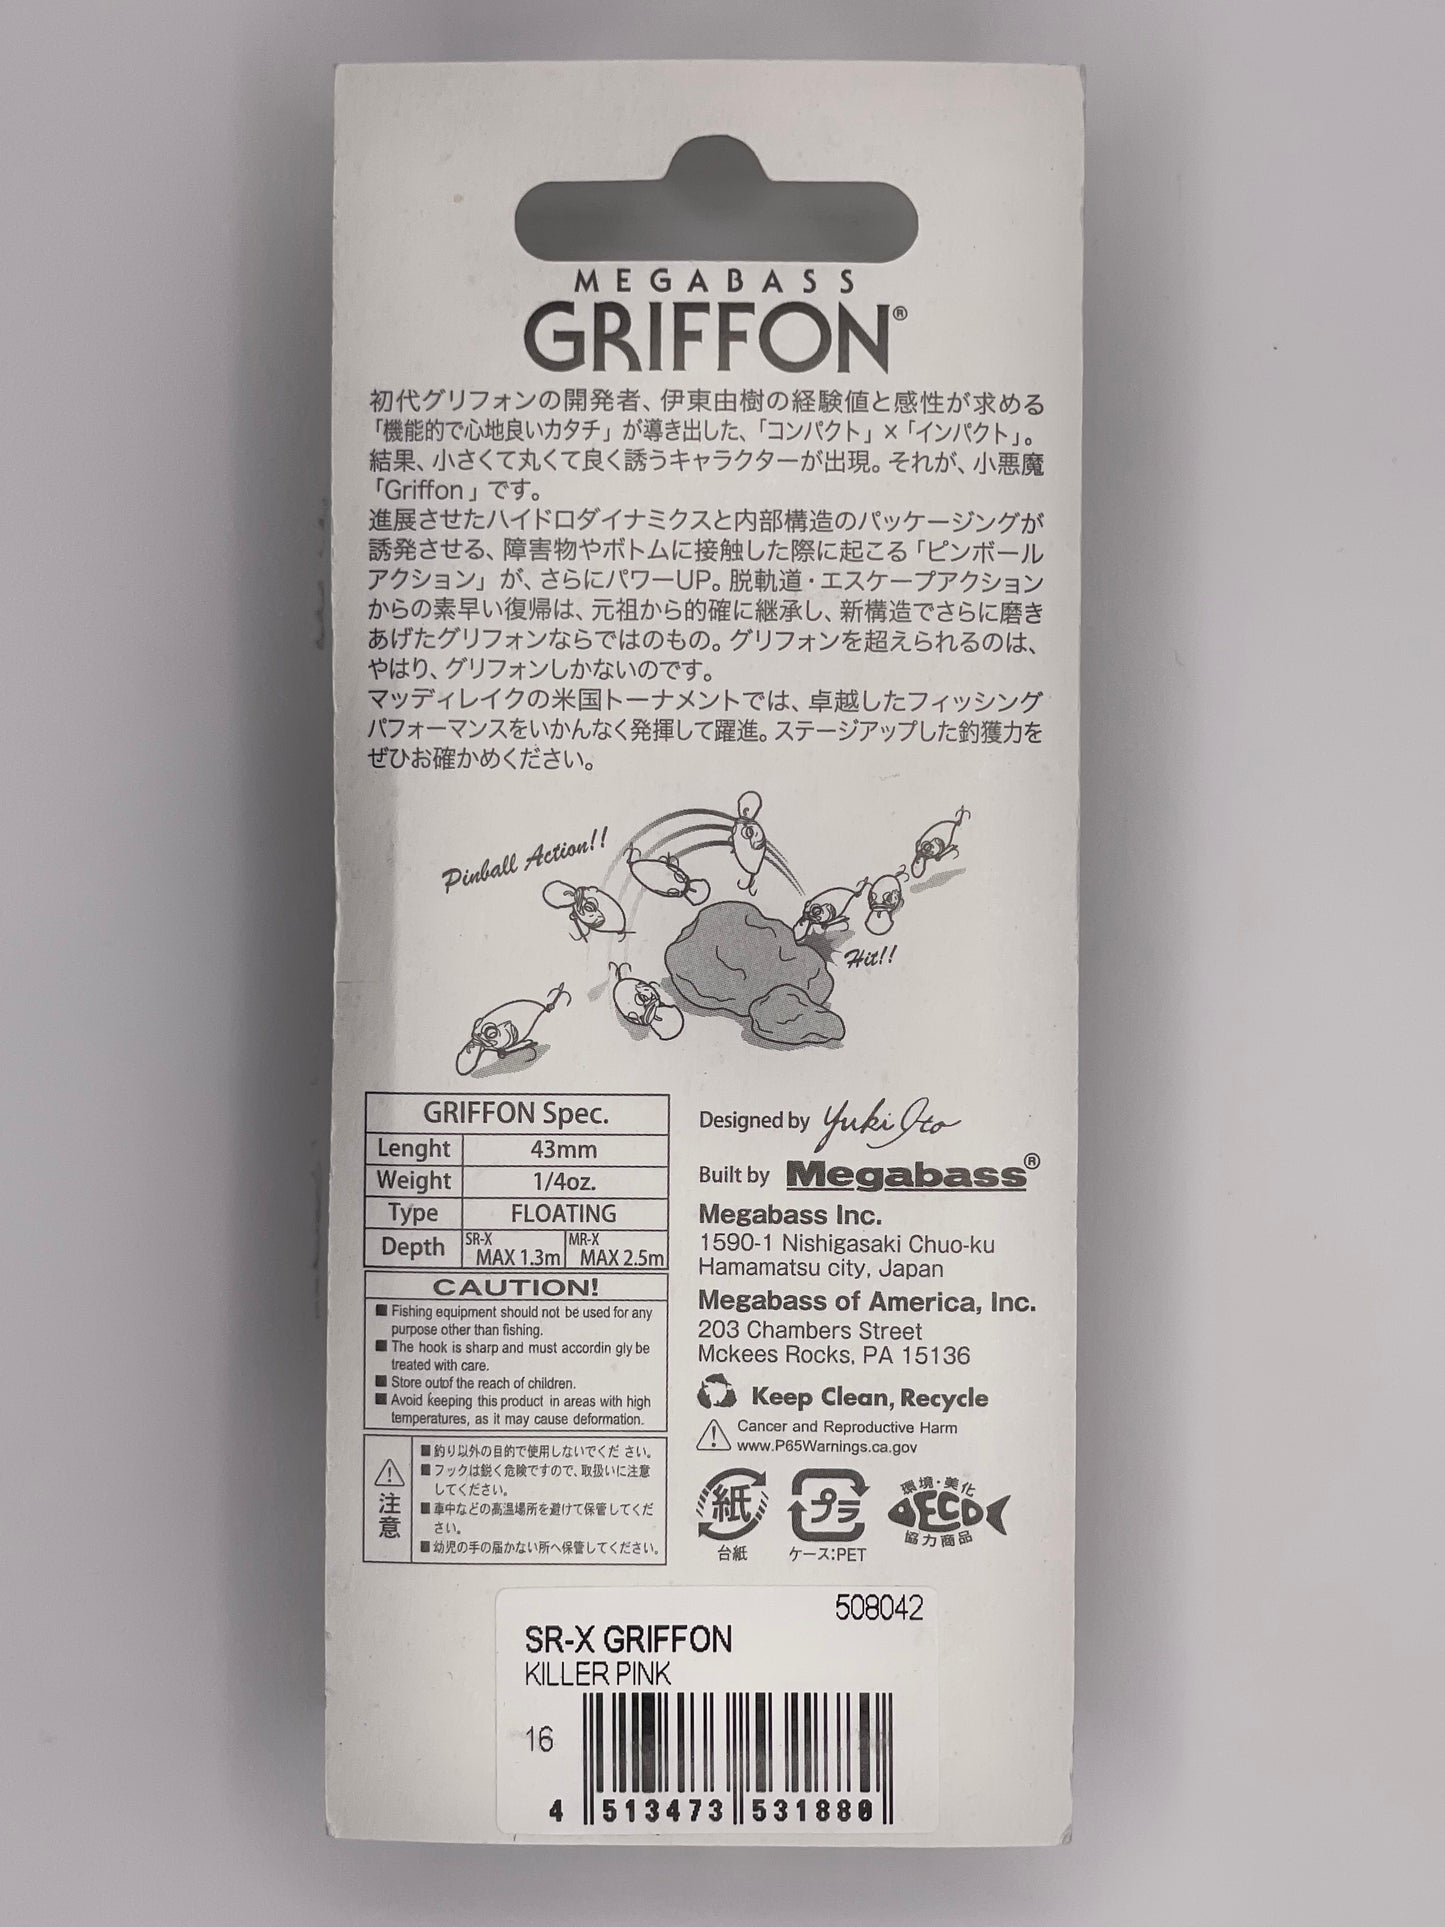 MEGABASS
GRIFFON®
初代グリフォンの開発者、伊東由樹の経験値と感性が求める
「機能的で心地良いカタチ」が導き出した、「コンパクト」×「インパクト」。
結果、小さくて丸くて良く誘うキャラクターが出現。それが、小悪魔
「Griffon」です。
進展させたハイドロダイナミクスと内部構造のパッケージングが
誘発させる、障害物やボトムに接触した際に起こる「ピンボール
アクション」が、さらにパワーUP。脱軌道・エスケープアクション
からの素早い復帰は、元祖から的確に継承し、新構造でさらに磨き
あげたグリフォンならではのもの。グリフォンを超えられるのは、
やはり、グリフォンしかないのです。
マッディレイクの米国トーナメントでは、卓越したフィッシング
パフォーマンスをいかんなく発揮して躍進。ステージアップした釣獲力を
ぜひお確かめください。
Pinball Action!!
Hit!!
GRIFFON Spec.
Lenght 43mm
Weight 1/4oz.
Type FLOATING
Depth SR-X MAX 1.3m MR-X MAX 2.5m
CAUTION!
■ Fishing equipment should not be used for any
purpose other than fishing.
■ The hook is sharp and must accordin gly be
treated with care.
■ Store outof the reach of children.
■ Avoid keeping this product in areas with high
temperatures, as it may cause deformation.
注意
■ 釣り以外の目的で使用しないでくだ さい。
■ フックは鋭く危険ですので、取扱いに注意
してください。
■ 車中などの高温場所を避けて保管してくだ
さい。
■ 幼児の手の届かない所へ保管してください。
Designed by Yuki Ito
Built by Megabass®
Megabass Inc.
1590-1 Nishigasaki Chuo-ku
Hamamatsu city, Japan
Megabass of America, Inc.
203 Chambers Street
Mckees Rocks, PA 15136
Keep Clean, Recycle
Cancer and Reproductive Harm
www.P65Warnings.ca.gov
紙
台紙
プラ
ケース:PET
環境・美化
ECO
協力商品
508042
SR-X GRIFFON
KILLER PINK
16
4 513473 531880